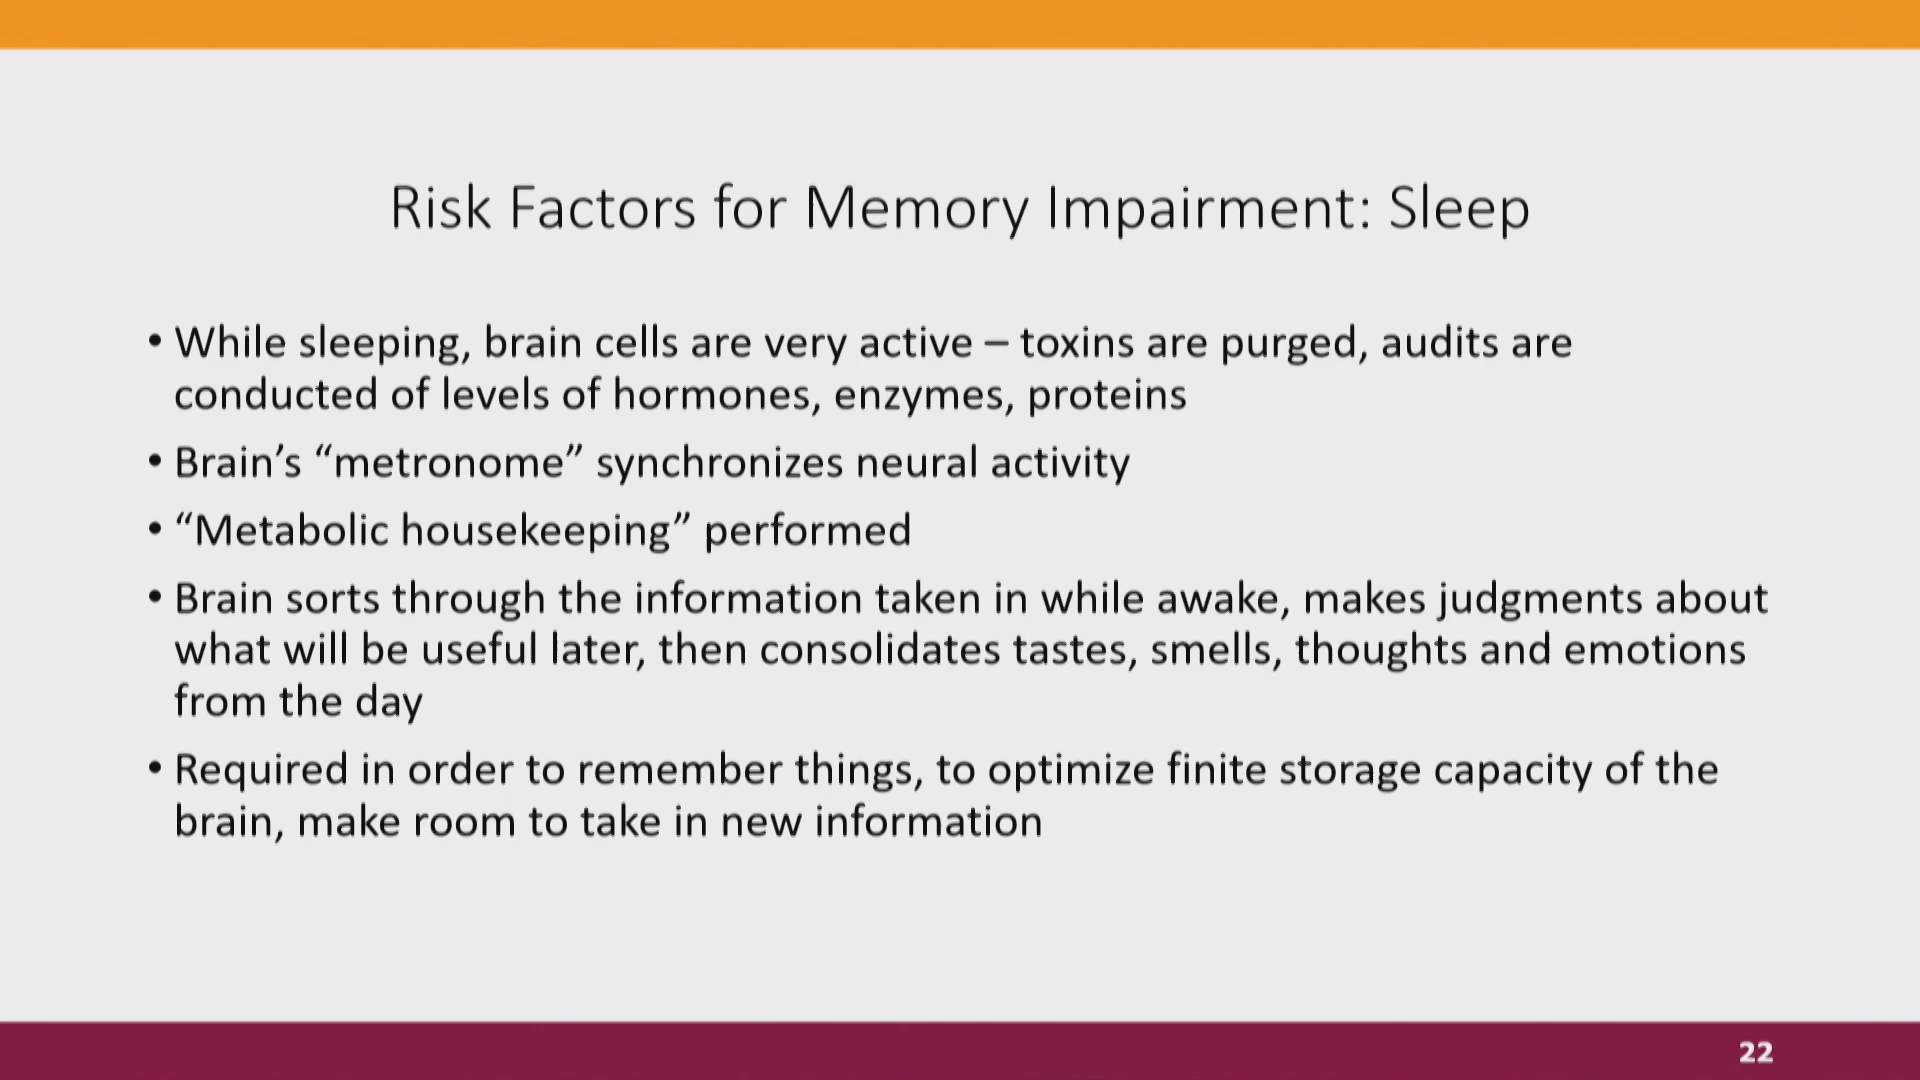 Risk Factors for Memory Impairment: Sleep
• While sleeping, brain cells are very active – toxins are purged, audits are
conducted of levels of hormones, enzymes, proteins
• Brain’s “metronome” synchronizes neural activity
• “Metabolic housekeeping” performed
• Brain sorts through the information taken in while awake, makes judgments about
what will be useful later, then consolidates tastes, smells, thoughts and emotions
from the day
• Required in order to remember things, to optimize finite storage capacity of the
brain, make room to take in new information
22